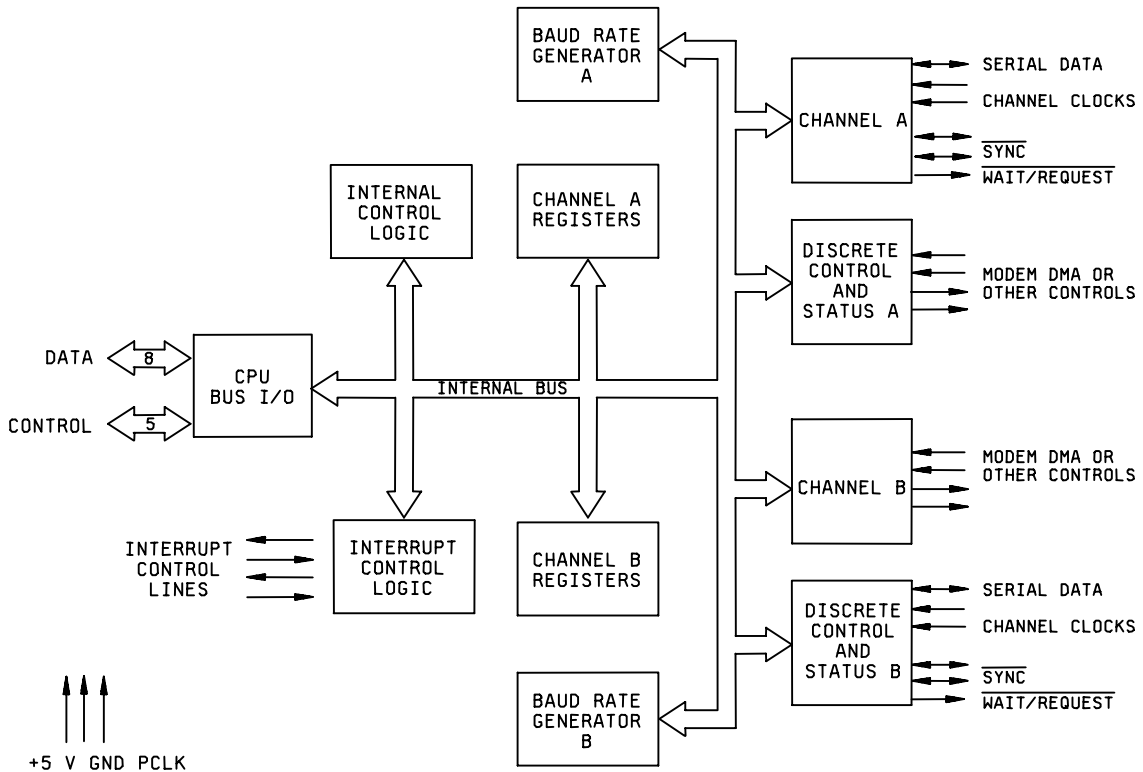 BAUD RATE
GENERATOR
A
CHANNEL A
SERIAL DATA
CHANNEL CLOCKS
SYNC
WAIT/REQUEST
INTERNAL
CONTROL
LOGIC
CHANNEL A
REGISTERS
DISCRETE
CONTROL
AND
STATUS A
MODEM DMA OR
OTHER CONTROLS
DATA
8
CPU
BUS I/O
INTERNAL BUS
CONTROL
5
CHANNEL B
MODEM DMA OR
OTHER CONTROLS
INTERRUPT
CONTROL
LINES
INTERRUPT
CONTROL
LOGIC
CHANNEL B
REGISTERS
DISCRETE
CONTROL
AND
STATUS B
SERIAL DATA
CHANNEL CLOCKS
SYNC
WAIT/REQUEST
BAUD RATE
GENERATOR
B
+5 V GND PCLK